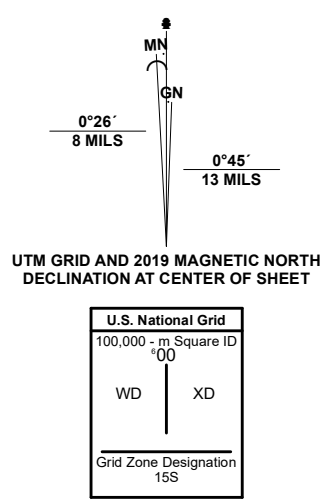 MN
GN
0°26´
8 MILS
0°45´
13 MILS
UTM GRID AND 2019 MAGNETIC NORTH
DECLINATION AT CENTER OF SHEET
U.S. National Grid
100,000 - m Square ID
⁶00
WD XD
Grid Zone Designation
15S